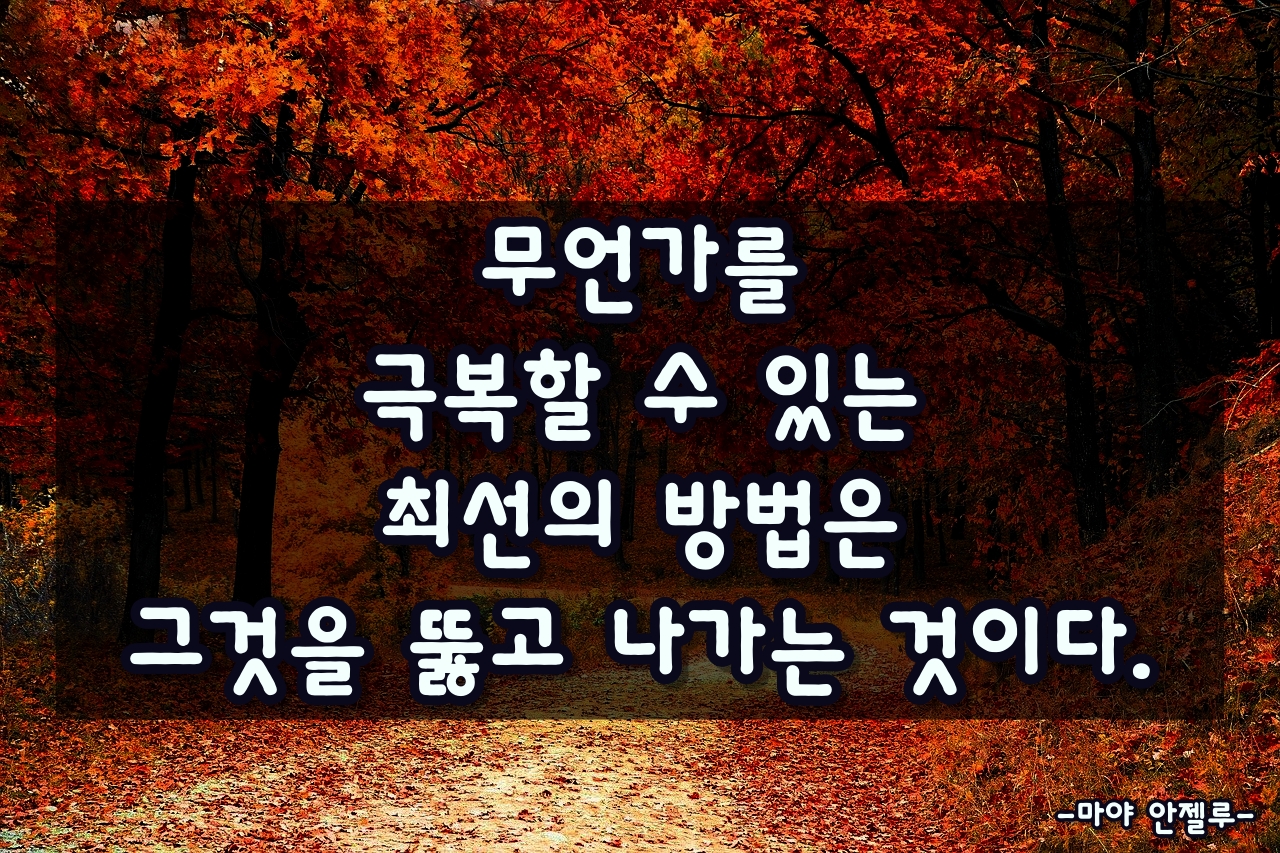 무언가를
극복할 수 있는
최선의 방법은
그것을 뚫고 나가는 것이다.
-마야 안젤루-